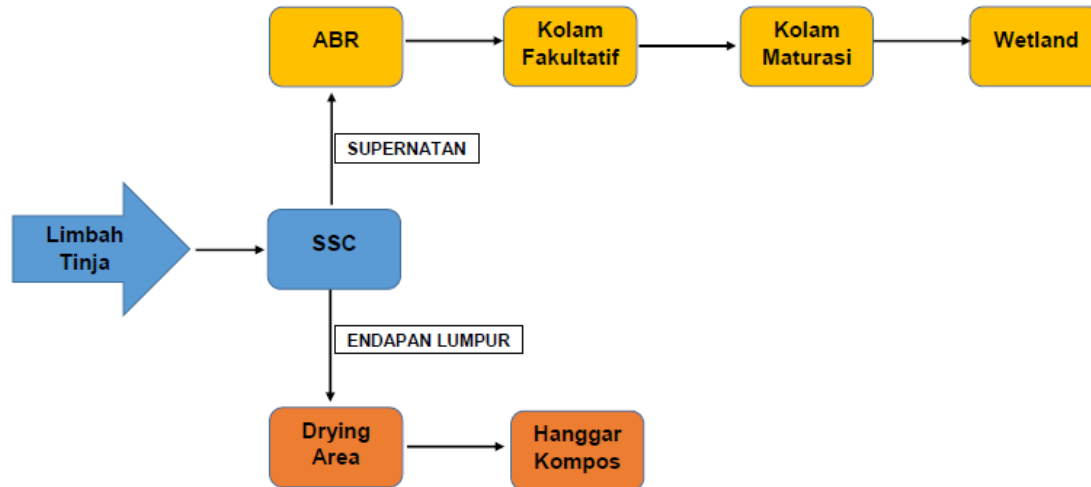 ABR
Kolam
Fakultatif
Kolam
Maturasi
Wetland
SUPERNATAN
Limbah
Tinja
SSC
ENDAPAN LUMPUR
Drying
Area
Hanggar
Kompos